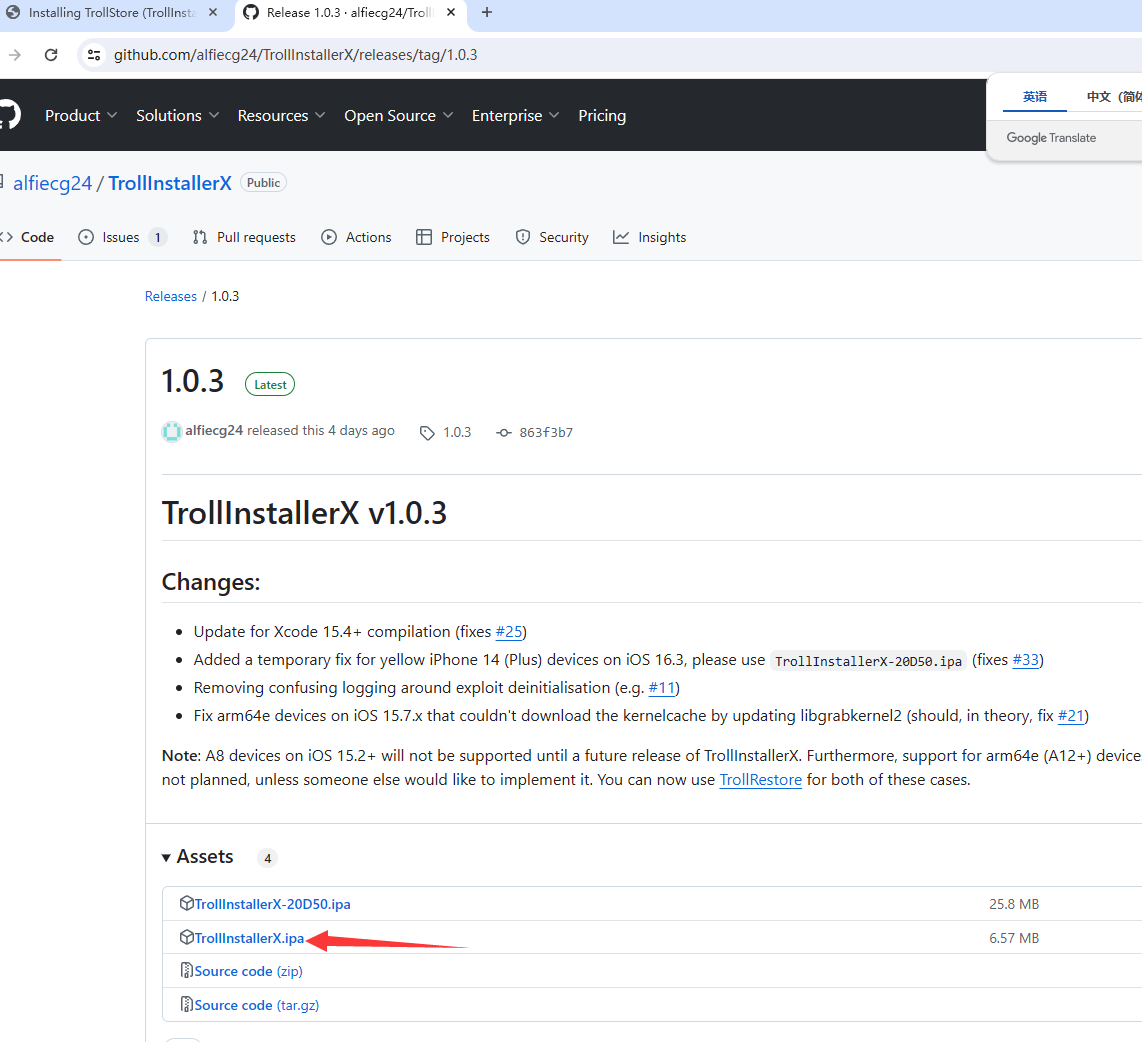 Installing TrollStore (TrollInsta
Release 1.0.3 · alfiecg24/Troll
github.com/alfiecg24/TrollInstallerX/releases/tag/1.0.3
Product
Solutions
Resources
Open Source
Enterprise
Pricing
英语
中文 (简体
Google Translate
alfiecg24 / TrollInstallerX
Public
Code
Issues 1
Pull requests
Actions
Projects
Security
Insights
Releases / 1.0.3
1.0.3
Latest
alfiecg24 released this 4 days ago
1.0.3
863f3b7
TrollInstallerX v1.0.3
Changes:
• Update for Xcode 15.4+ compilation (fixes #25)
• Added a temporary fix for yellow iPhone 14 (Plus) devices on iOS 16.3, please use TrollInstallerX-20D50.ipa (fixes #33)
• Removing confusing logging around exploit deinitialisation (e.g. #11)
• Fix arm64e devices on iOS 15.7.x that couldn't download the kernelcache by updating libgrabkernel2 (should, in theory, fix #21)
Note: A8 devices on iOS 15.2+ will not be supported until a future release of TrollInstallerX. Furthermore, support for arm64e (A12+) device
not planned, unless someone else would like to implement it. You can now use TrollRestore for both of these cases.
Assets 4
TrollInstallerX-20D50.ipa 25.8 MB
TrollInstallerX.ipa 6.57 MB
Source code (zip)
Source code (tar.gz)